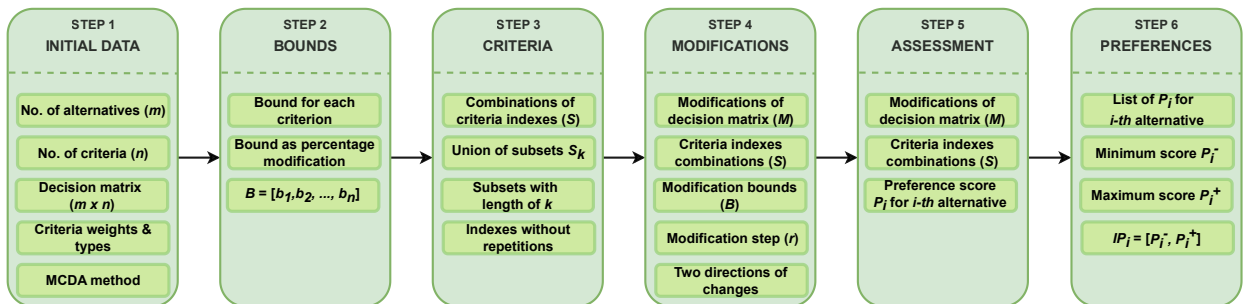 STEP 1
INITIAL DATA
No. of alternatives (m)
No. of criteria (n)
Decision matrix
(m x n)
Criteria weights &
types
MCDA method
STEP 2
BOUNDS
Bound for each
criterion
Bound as percentage
modification
B = [b₁,b₂, ..., bₙ]
STEP 3
CRITERIA
Combinations of
criteria indexes (S)
Union of subsets Sₖ
Subsets with
length of k
Indexes without
repetitions
STEP 4
MODIFICATIONS
Modifications of
decision matrix (M)
Criteria indexes
combinations (S)
Modification bounds
(B)
Modification step (r)
Two directions of
changes
STEP 5
ASSESSMENT
Modifications of
decision matrix (M)
Criteria indexes
combinations (S)
Preference score
Pᵢ for i-th alternative
STEP 6
PREFERENCES
List of Pᵢ for
i-th alternative
Minimum score Pᵢ⁻
Maximum score Pᵢ⁺
IPᵢ = [Pᵢ⁻, Pᵢ⁺]